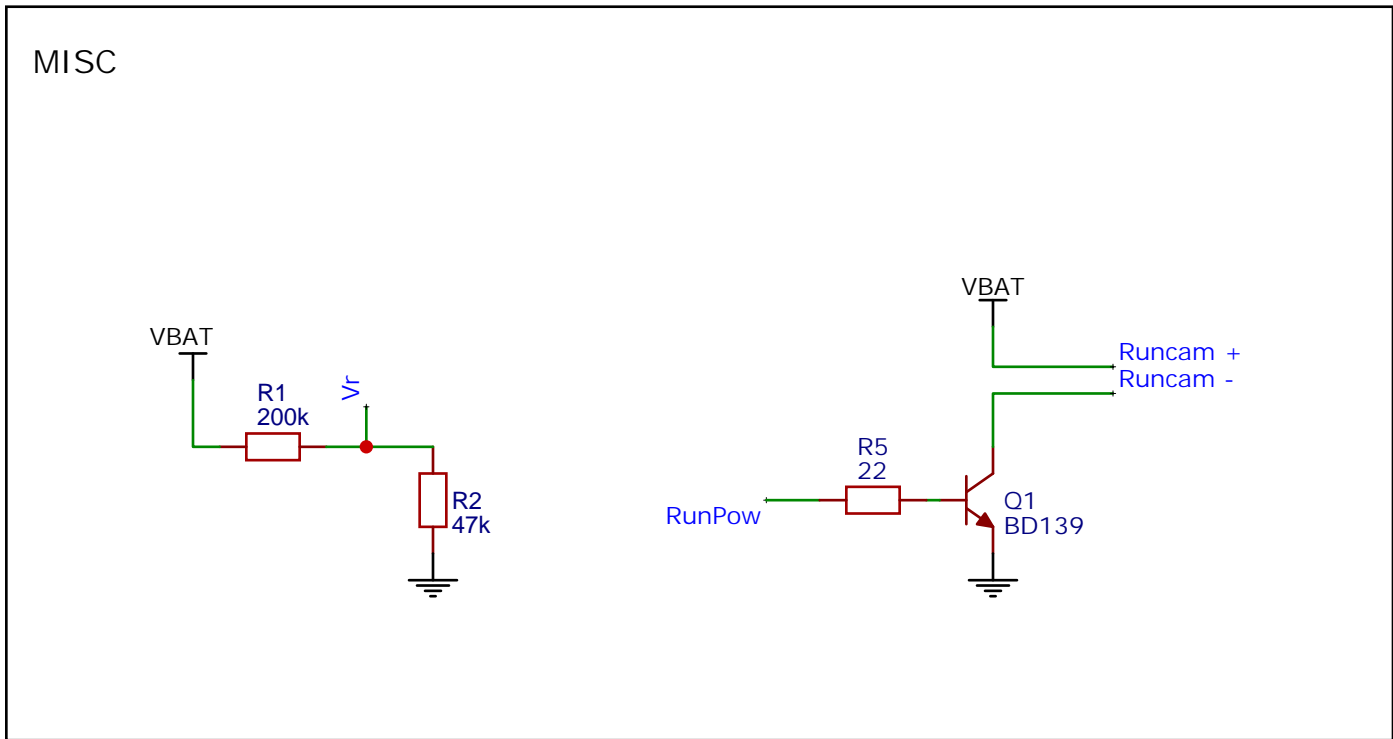 MISC
VBAT
R1
200k
Vr
R2
47k
VBAT
Runcam +
Runcam -
R5
22
RunPow
Q1
BD139